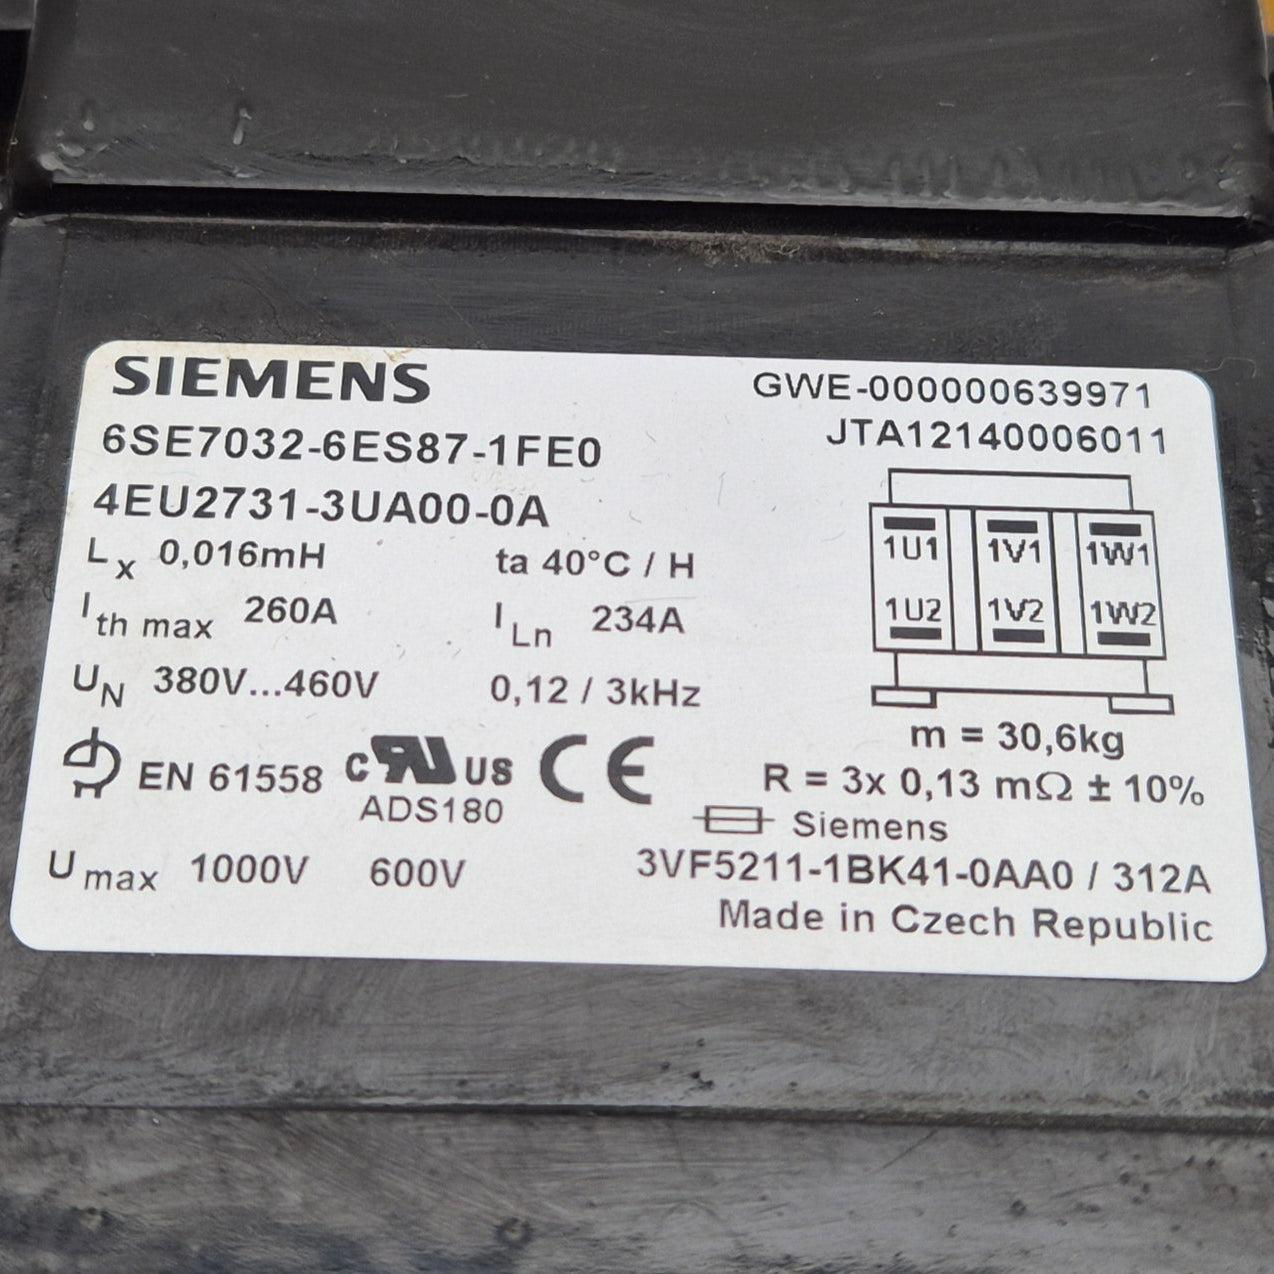 SIEMENS
GWE-000000639971
6SE7032-6ES87-1FE0
JTA12140006011
4EU2731-3UA00-0A
Lx 0,016mH ta 40°C / H
1U1 1V1 1W1
Ith max 260A ILn 234A
1U2 1V2 1W2
UN 380V...460V 0,12 / 3kHz
m = 30,6kg
EN 61558 c RU US CE
R = 3x 0,13 mΩ ± 10%
ADS180
Siemens
Umax 1000V 600V
3VF5211-1BK41-0AA0 / 312A
Made in Czech Republic